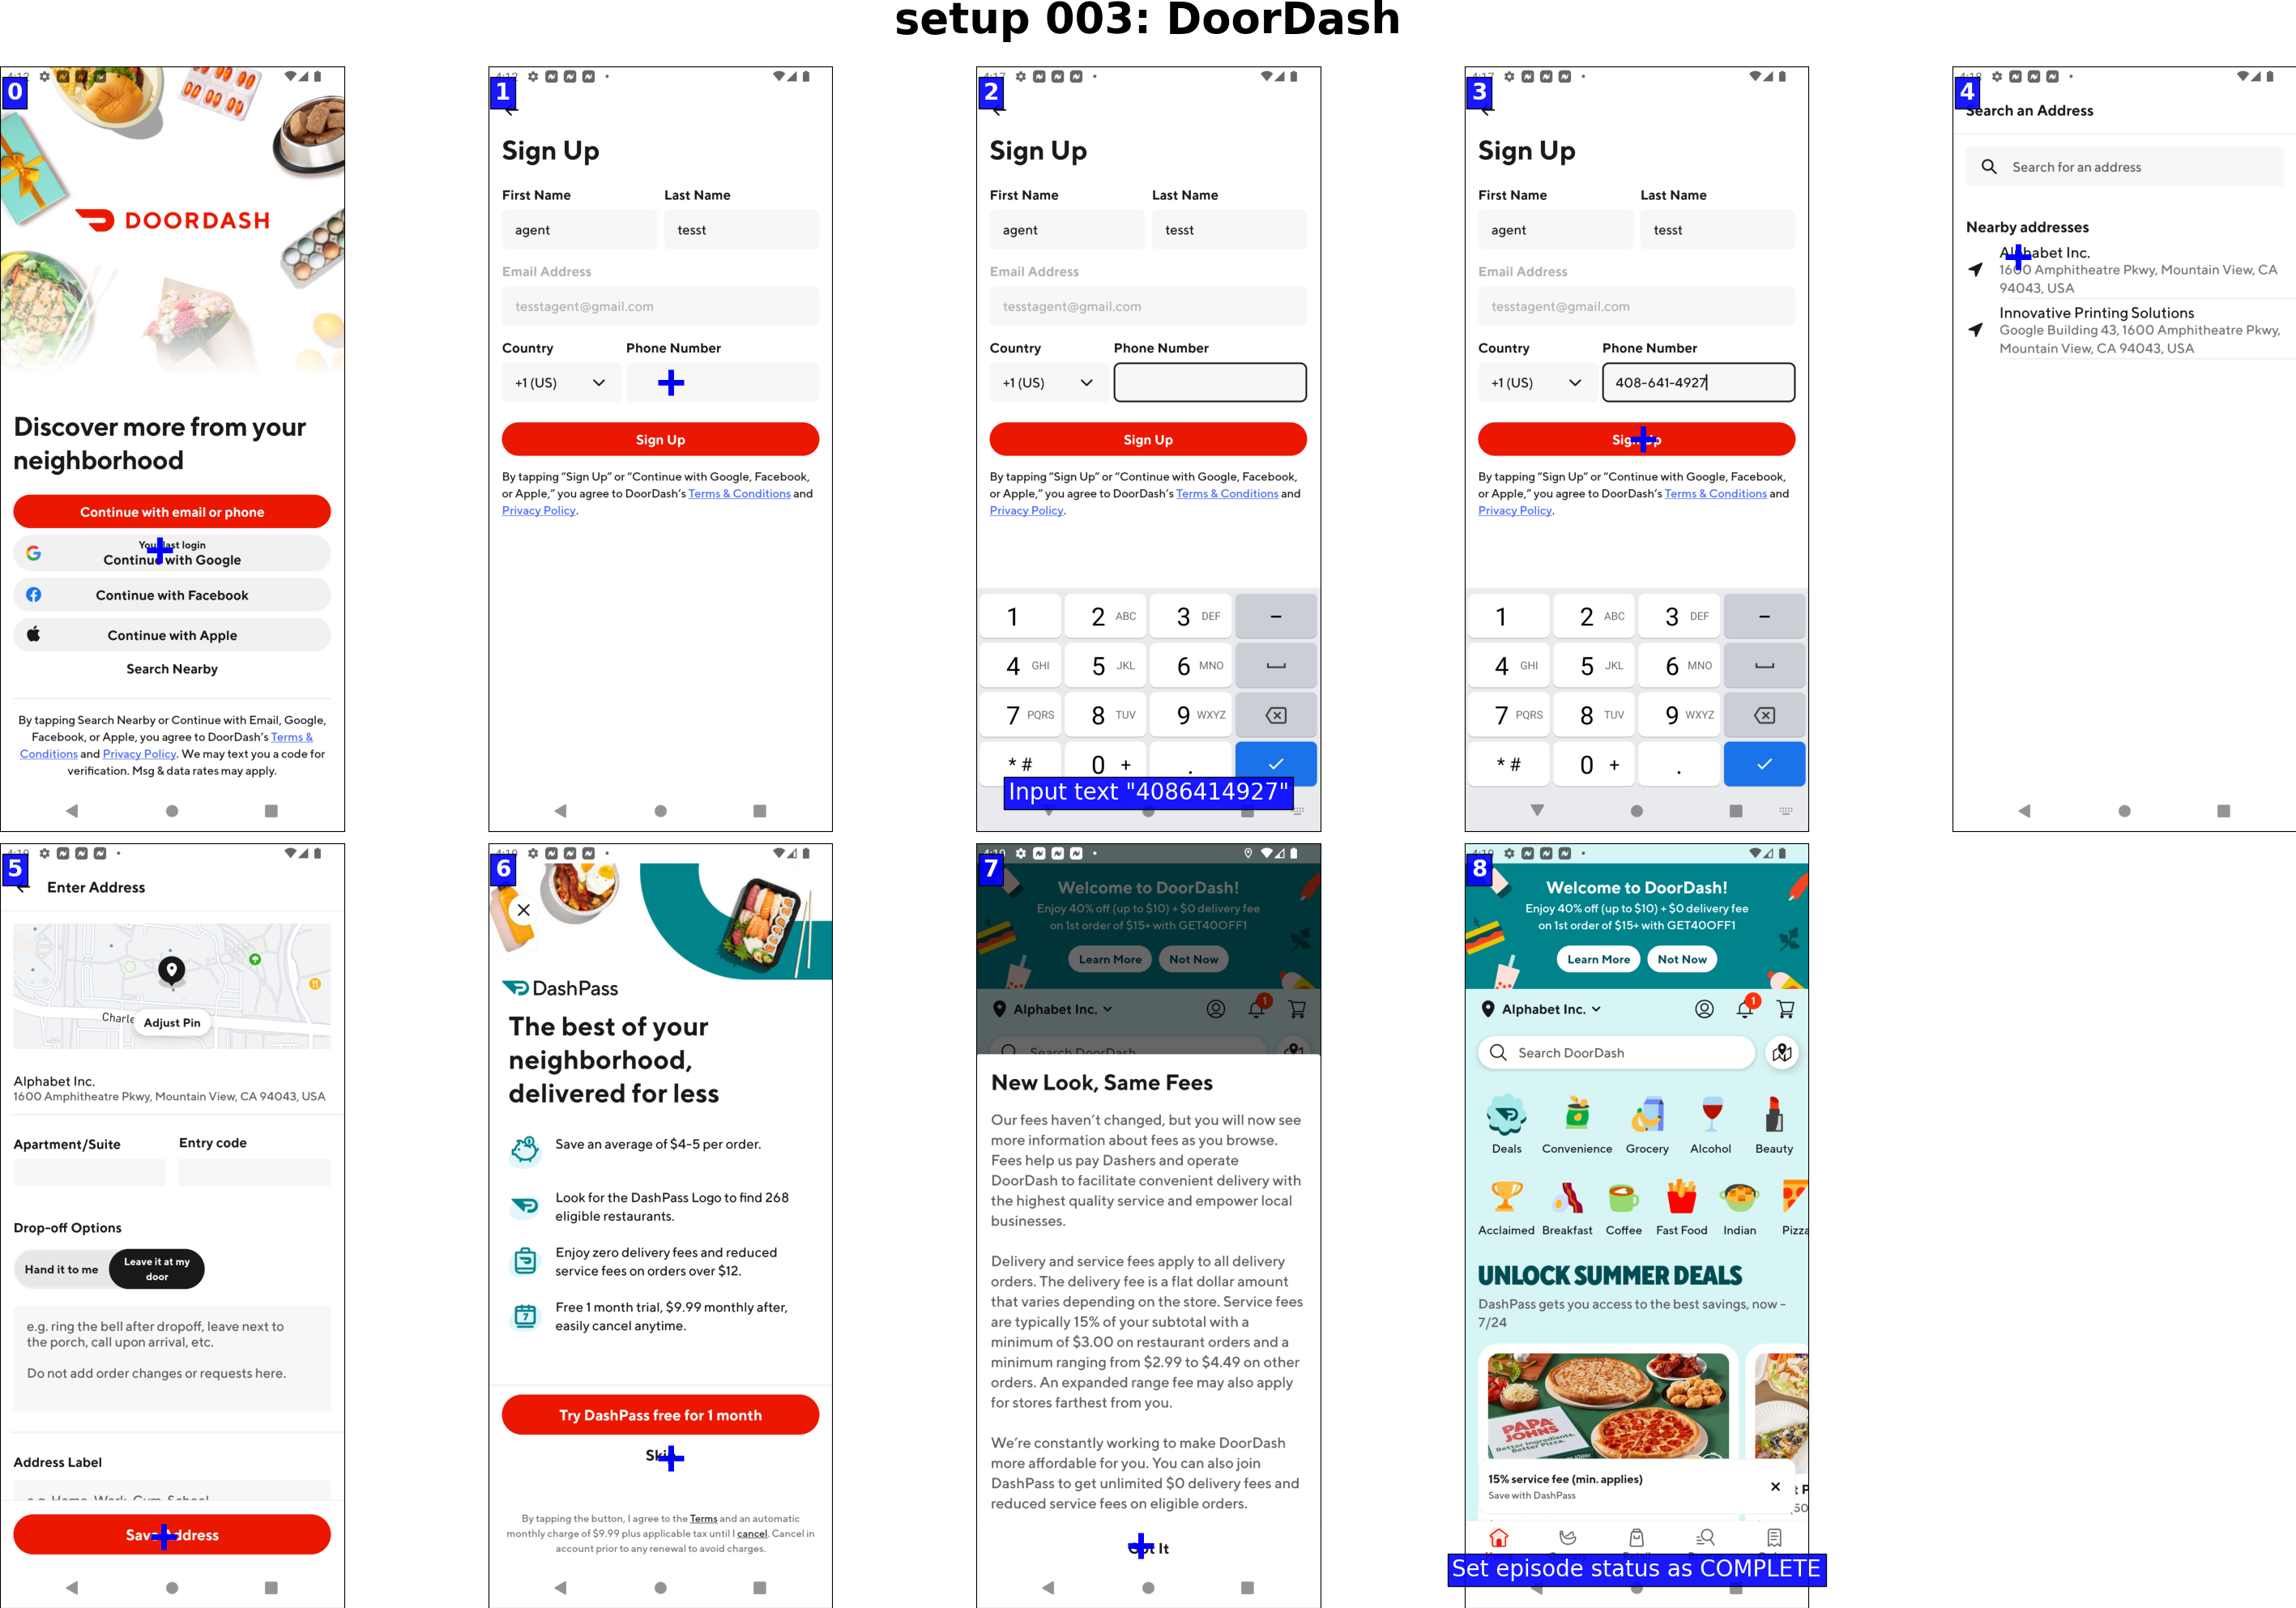 setup 003: DoorDash
0
DOORDASH
Discover more from your
neighborhood
Continue with email or phone
Your last login
Continue with Google
Continue with Facebook
Continue with Apple
Search Nearby
By tapping Search Nearby or Continue with Email, Google,
Facebook, or Apple, you agree to DoorDash's Terms &
Conditions and Privacy Policy. We may text you a code for
verification. Msg & data rates may apply.
1
Sign Up
First Name Last Name
agent tesst
Email Address
tesstagent@gmail.com
Country Phone Number
+1 (US)
Sign Up
By tapping "Sign Up" or "Continue with Google, Facebook,
or Apple," you agree to DoorDash's Terms & Conditions and
Privacy Policy.
2
Sign Up
First Name Last Name
agent tesst
Email Address
tesstagent@gmail.com
Country Phone Number
+1 (US)
Sign Up
By tapping "Sign Up" or "Continue with Google, Facebook,
or Apple," you agree to DoorDash's Terms & Conditions and
Privacy Policy.
1 2 ABC 3 DEF −
4 GHI 5 JKL 6 MNO
7 PQRS 8 TUV 9 WXYZ
* # 0 + .
Input text "4086414927"
3
Sign Up
First Name Last Name
agent tesst
Email Address
tesstagent@gmail.com
Country Phone Number
+1 (US) 408-641-4927
Sign Up
By tapping "Sign Up" or "Continue with Google, Facebook,
or Apple," you agree to DoorDash's Terms & Conditions and
Privacy Policy.
1 2 ABC 3 DEF −
4 GHI 5 JKL 6 MNO
7 PQRS 8 TUV 9 WXYZ
* # 0 + .
4
Search an Address
Search for an address
Nearby addresses
Alphabet Inc.
1600 Amphitheatre Pkwy, Mountain View, CA
94043, USA
Innovative Printing Solutions
Google Building 43, 1600 Amphitheatre Pkwy,
Mountain View, CA 94043, USA
5
Enter Address
Charle
Adjust Pin
Alphabet Inc.
1600 Amphitheatre Pkwy, Mountain View, CA 94043, USA
Apartment/Suite Entry code
Drop-off Options
Hand it to me Leave it at my
door
e.g. ring the bell after dropoff, leave next to
the porch, call upon arrival, etc.
Do not add order changes or requests here.
Address Label
e.g. Home, Work, Gym, School
Save Address
6
DashPass
The best of your
neighborhood,
delivered for less
Save an average of $4-5 per order.
Look for the DashPass Logo to find 268
eligible restaurants.
Enjoy zero delivery fees and reduced
service fees on orders over $12.
7
Free 1 month trial, $9.99 monthly after,
easily cancel anytime.
Try DashPass free for 1 month
Skip
By tapping the button, I agree to the Terms and an automatic
monthly charge of $9.99 plus applicable tax until I cancel. Cancel in
account prior to any renewal to avoid charges.
7
Welcome to DoorDash!
Enjoy 40% off (up to $10) + $0 delivery fee
on 1st order of $15+ with GET40OFF1
Learn More Not Now
Alphabet Inc. 1
Search DoorDash
New Look, Same Fees
Our fees haven't changed, but you will now see
more information about fees as you browse.
Fees help us pay Dashers and operate
DoorDash to facilitate convenient delivery with
the highest quality service and empower local
businesses.
Delivery and service fees apply to all delivery
orders. The delivery fee is a flat dollar amount
that varies depending on the store. Service fees
are typically 15% of your subtotal with a
minimum of $3.00 on restaurant orders and a
minimum ranging from $2.99 to $4.49 on other
orders. An expanded range fee may also apply
for stores farthest from you.
We're constantly working to make DoorDash
more affordable for you. You can also join
DashPass to get unlimited $0 delivery fees and
reduced service fees on eligible orders.
Got It
8
Welcome to DoorDash!
Enjoy 40% off (up to $10) + $0 delivery fee
on 1st order of $15+ with GET40OFF1
Learn More Not Now
Alphabet Inc. 1
Search DoorDash
Deals Convenience Grocery Alcohol Beauty
Acclaimed Breakfast Coffee Fast Food Indian Pizza
UNLOCK SUMMER DEALS
DashPass gets you access to the best savings, now -
7/24
PAPA JOHNS
Better Ingredients.
Better Pizza.
15% service fee (min. applies)
Save with DashPass
Set episode status as COMPLETE